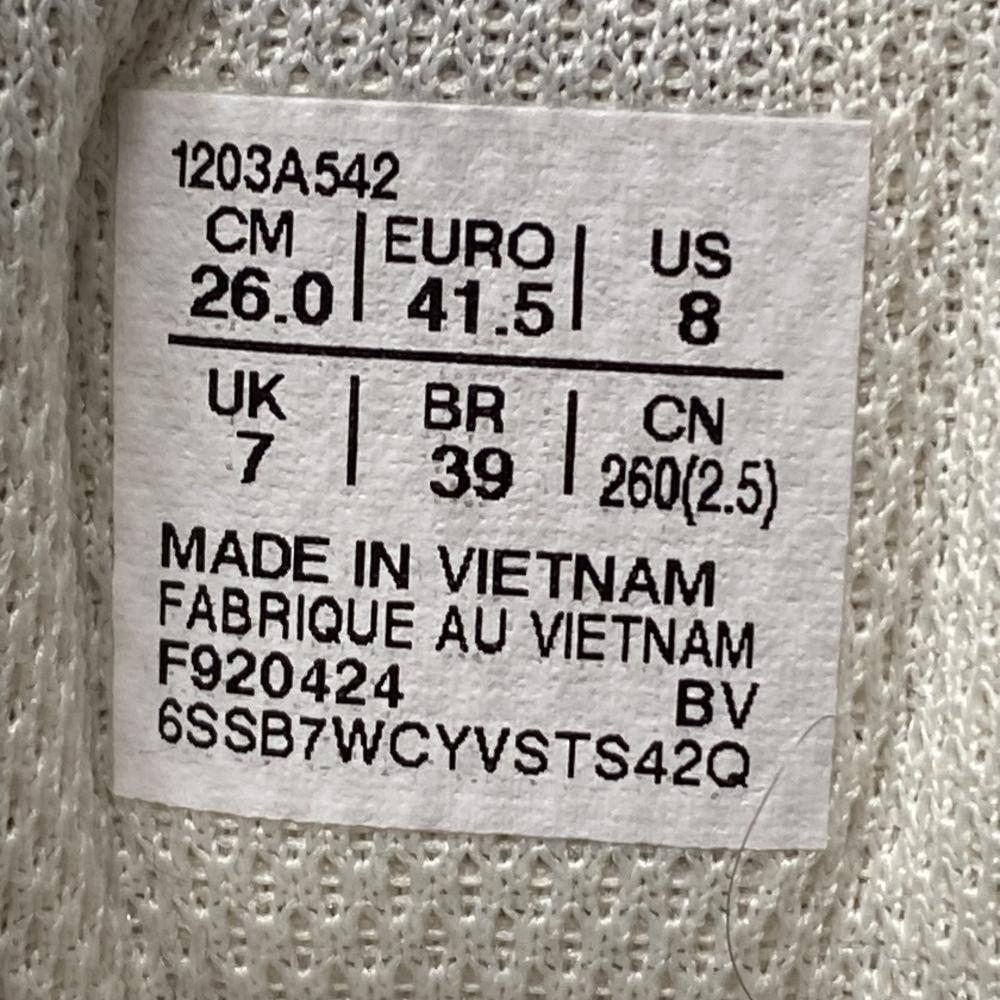 1203A542
CM | EURO | US
26.0 | 41.5 | 8
UK | BR | CN
7 | 39 | 260(2.5)
MADE IN VIETNAM
FABRIQUE AU VIETNAM
F920424 BV
6SSB7WCYVSTS42Q